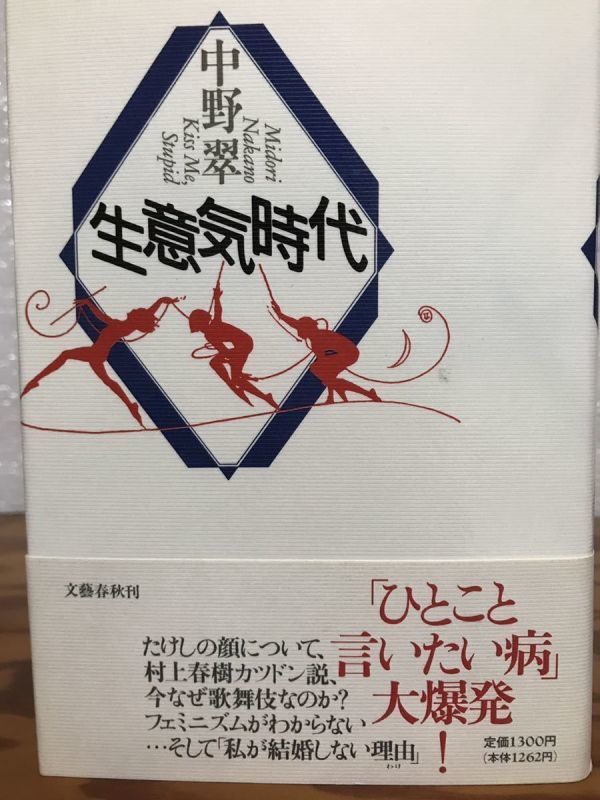 中野翠
Midori
Nakano
Kiss Me,
Stupid
生意気時代
文藝春秋刊
「ひとこと
言いたい病」
大爆発
!
たけしの顔について、
村上春樹カツドン説、
今なぜ歌舞伎なのか?
フェミニズムがわからない
…そして「私が結婚しない理由」
わけ
定価1300円
(本体1262円)